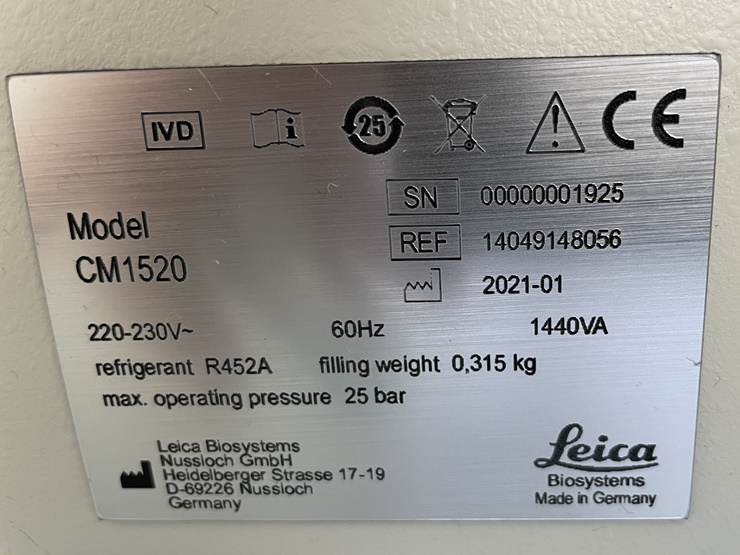 IVD i 25 CE
SN 00000001925
Model
REF 14049148056
CM1520
2021-01
220-230V~ 60Hz 1440VA
refrigerant R452A filling weight 0,315 kg
max. operating pressure 25 bar
Leica Biosystems
Nussloch GmbH
Heidelberger Strasse 17-19
D-69226 Nussloch
Germany
Leica
Biosystems
Made in Germany